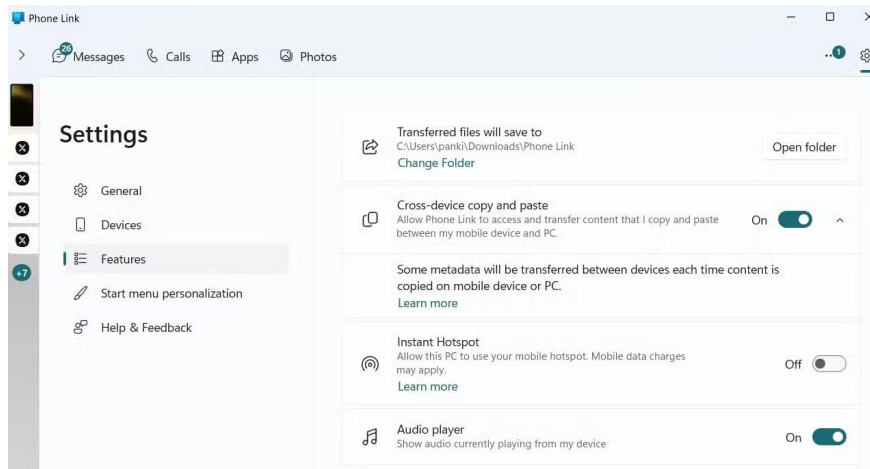 Phone Link
26
Messages
Calls
Apps
Photos
1
Settings
General
Devices
Features
+7
Start menu personalization
Help & Feedback
Transferred files will save to
C:\Users\panki\Downloads\Phone Link
Change Folder
Open folder
Cross-device copy and paste
Allow Phone Link to access and transfer content that I copy and paste
between my mobile device and PC.
On
Some metadata will be transferred between devices each time content is
copied on mobile device or PC.
Learn more
Instant Hotspot
Allow this PC to use your mobile hotspot. Mobile data charges
may apply.
Learn more
Off
Audio player
Show audio currently playing from my device
On